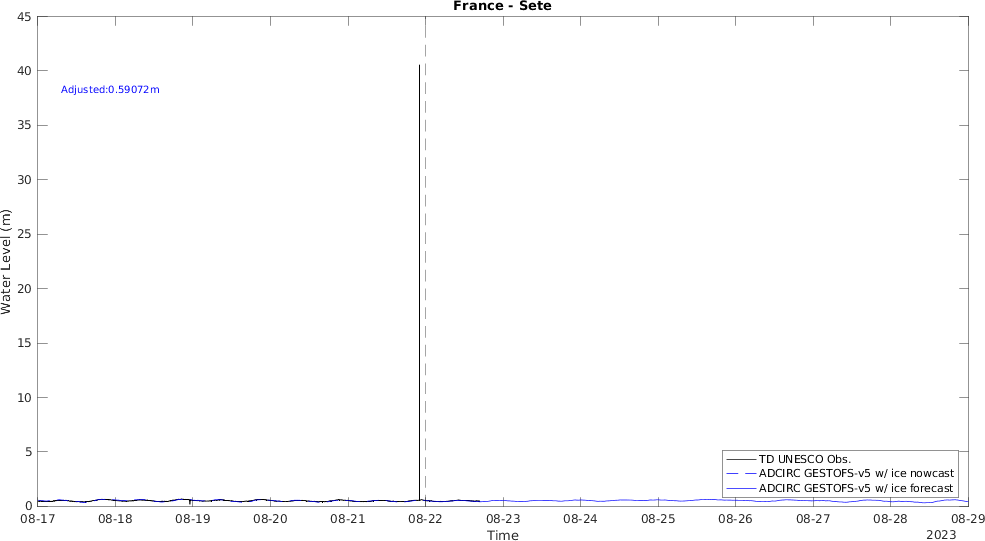 France - Sete
45
40
35
30
25
20
15
10
5
0
Water Level (m)
Adjusted:0.59072m
TD UNESCO Obs.
ADCIRC GESTOFS-v5 w/ ice nowcast
ADCIRC GESTOFS-v5 w/ ice forecast
08-17 08-18 08-19 08-20 08-21 08-22 08-23 08-24 08-25 08-26 08-27 08-28 08-29
Time
2023